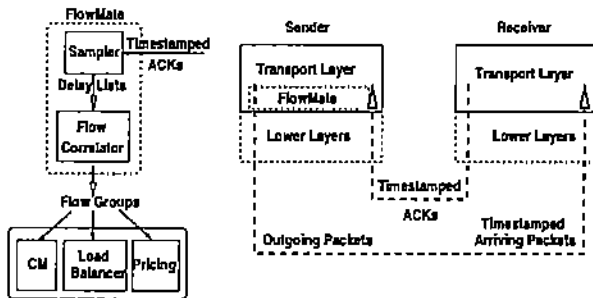 FlowMate
Sampler
Timestamped
ACKs
Delay Lists
Flow
Correlator
Flow Groups
CM
Load
Balancer
Pricing
Sender
Transport Layer
FlowMate
Lower Layers
Receiver
Transport Layer
Lower Layers
Timestamped
ACKs
Outgoing Packets
Timestamped
Arriving Packets